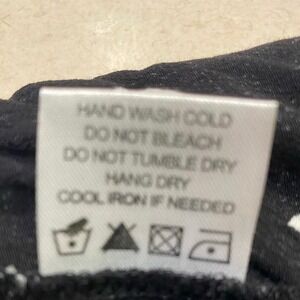 HAND WASH COLD
DO NOT BLEACH
DO NOT TUMBLE DRY
HANG DRY
COOL IRON IF NEEDED